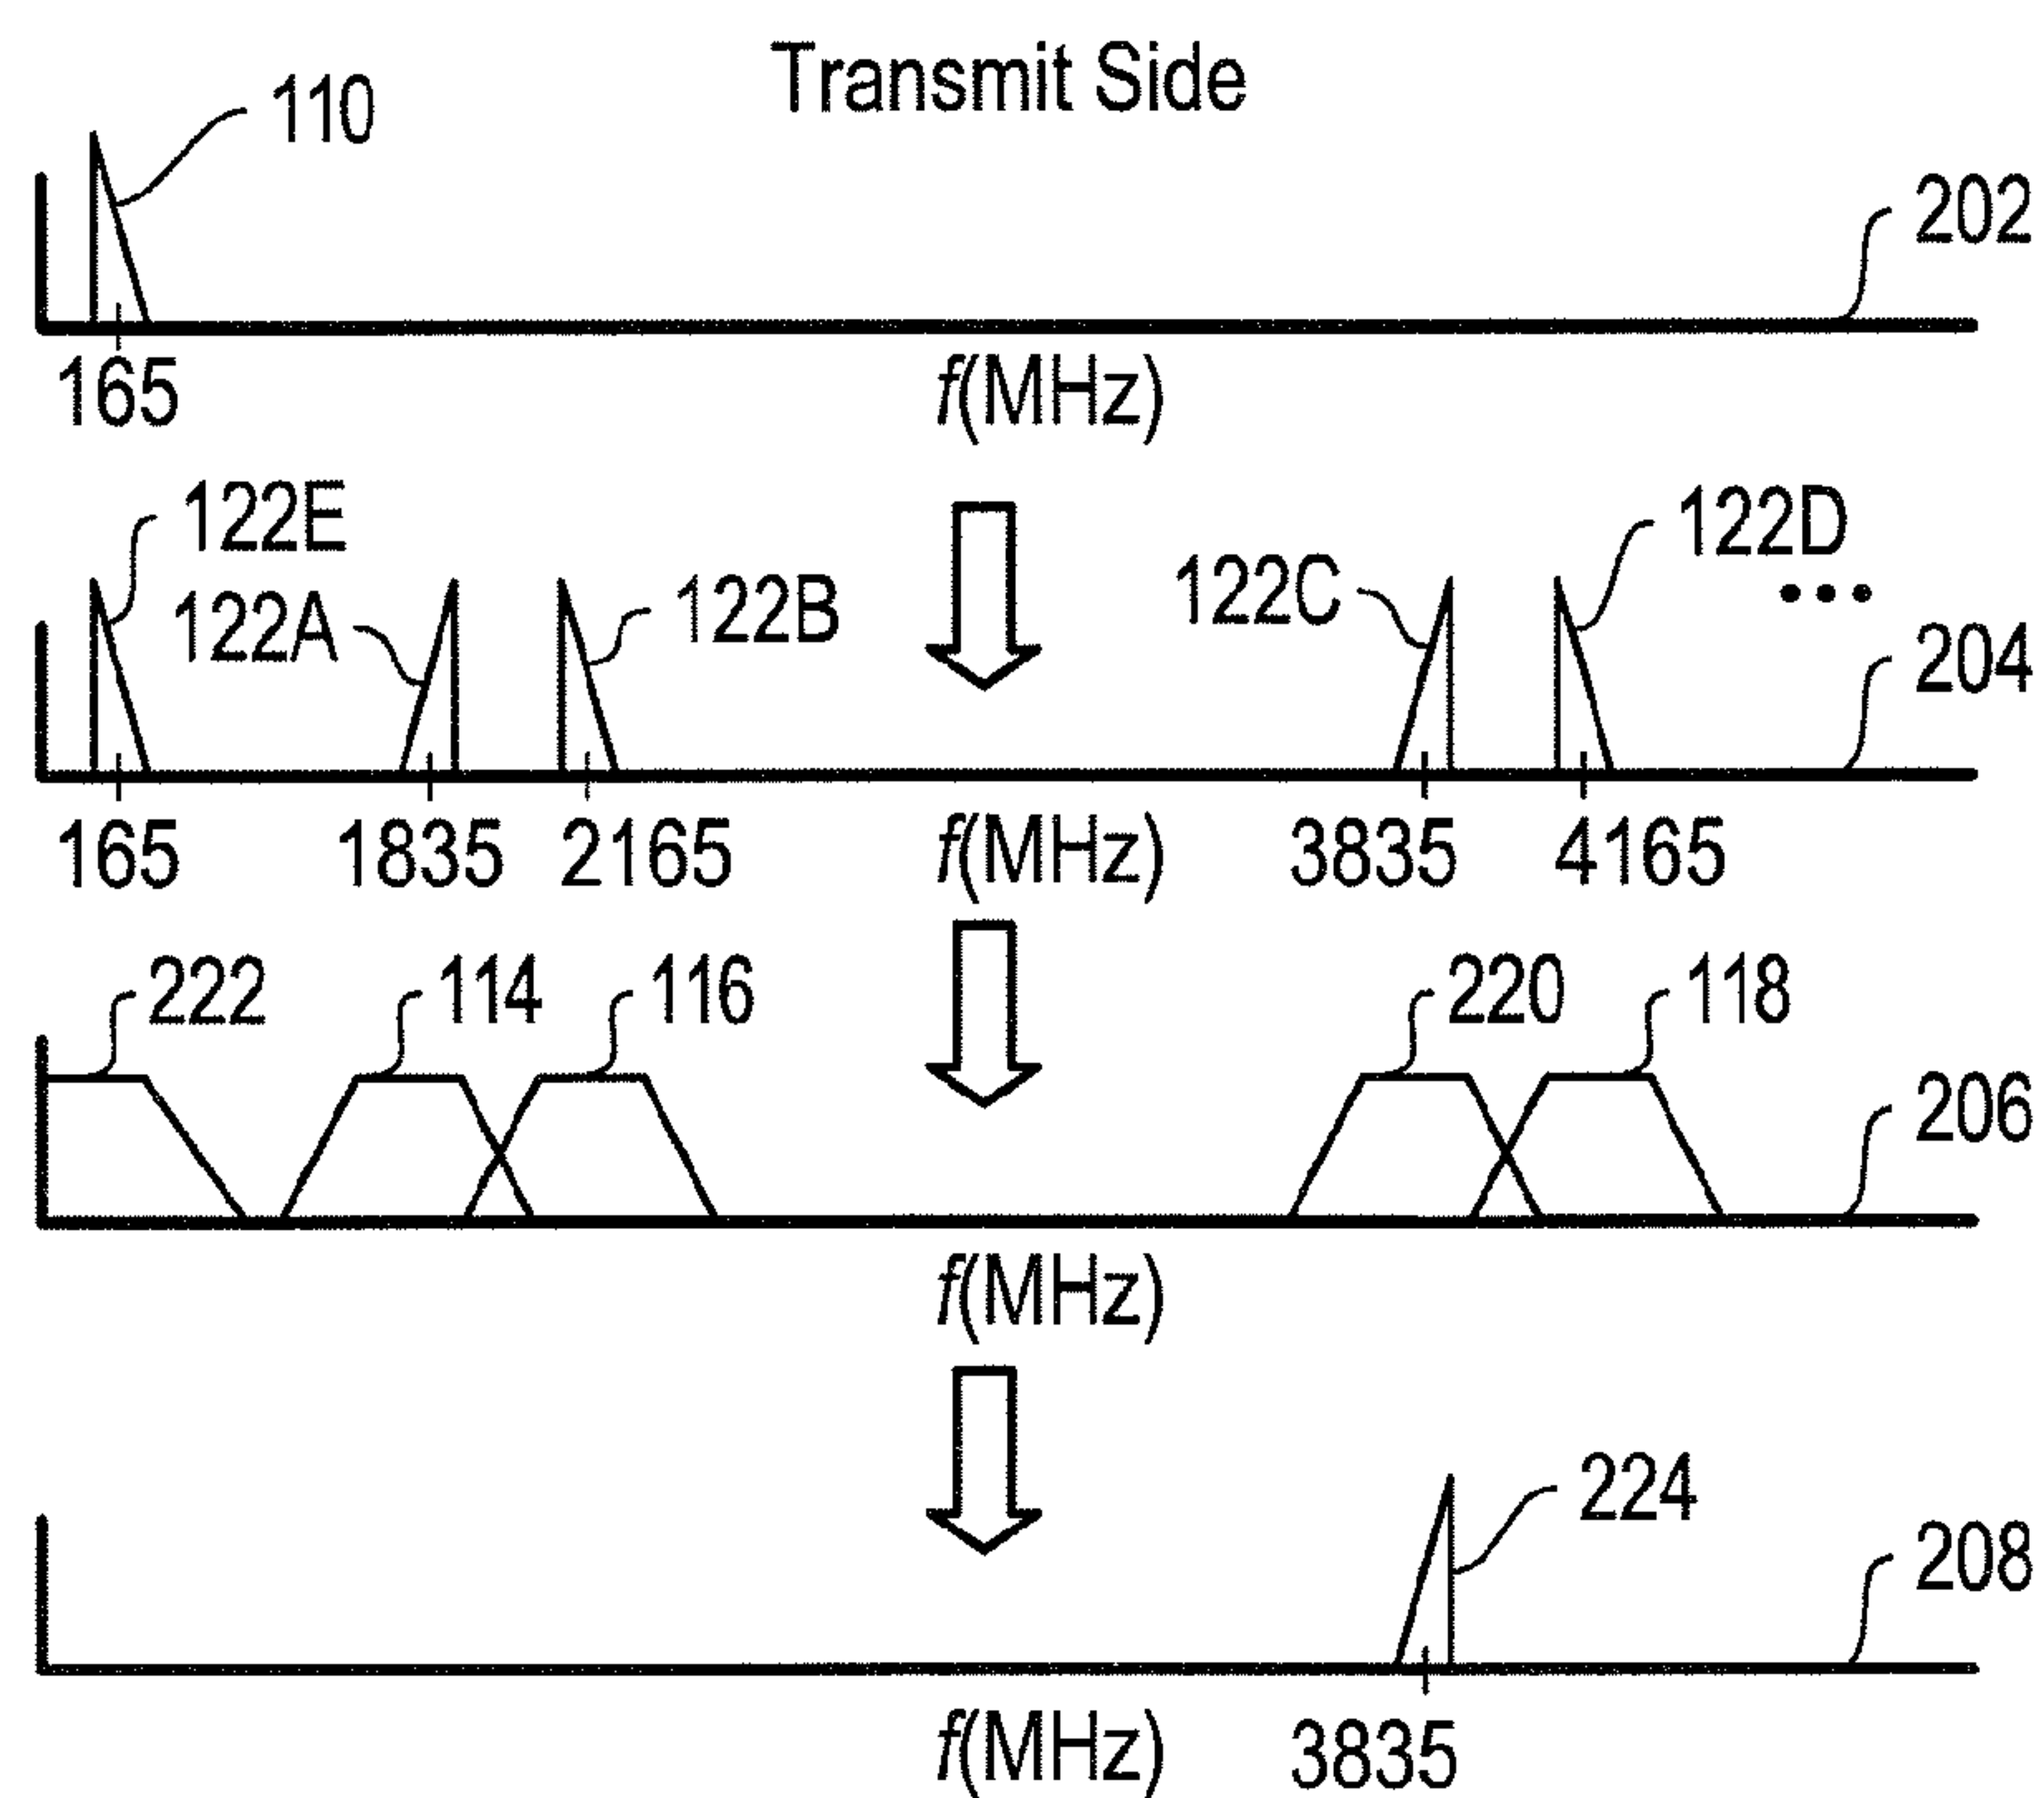 Transmit Side
110
202
165
f(MHz)
122E
122A
122B
122C
122D
•••
204
165 1835 2165 f(MHz) 3835 4165
222 114 116 220 118
206
f(MHz)
224
208
f(MHz) 3835